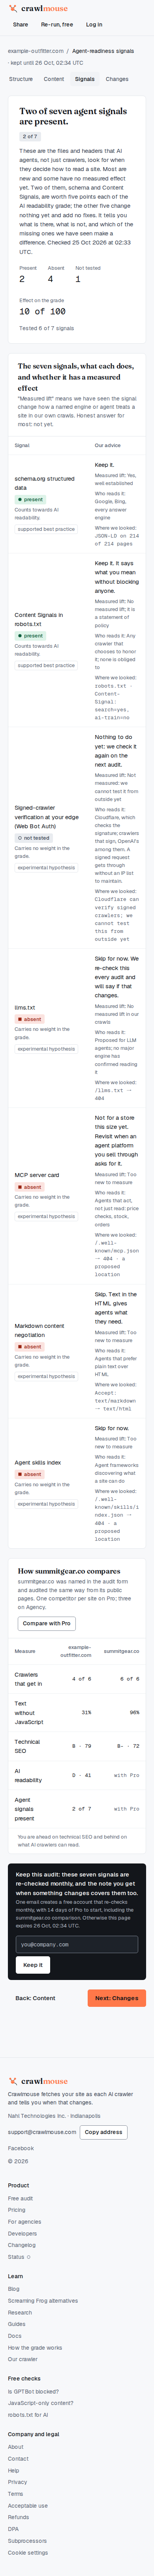 crawlmouse
Share
Re-run, free
Log in
example-outfitter.com / Agent-readiness signals
· kept until 26 Oct, 02:34 UTC
Structure
Content
Signals
Changes
Two of seven agent signals
are present.
2 of 7
These are the files and headers that AI
agents, not just crawlers, look for when
they decide how to read a site. Most are
new and have no measured effect
yet. Two of them, schema and Content
Signals, are worth five points each of the
AI readability grade; the other five change
nothing yet and add no fixes. It tells you
what is there, what is not, and which of the
missing ones we have seen make a
difference. Checked 25 Oct 2026 at 02:33
UTC.
Present
2
Absent
4
Not tested
1
Effect on the grade
10 of 100
Tested 6 of 7 signals
The seven signals, what each does,
and whether it has a measured
effect
"Measured lift" means we have seen the signal
change how a named engine or agent treats a
site in our own crawls. Honest answer for
most: not yet.
Signal
Our advice
schema.org structured
data
present
Counts towards AI
readability.
supported best practice
Keep it.
Measured lift: Yes,
well established
Who reads it:
Google, Bing,
every answer
engine
Where we looked:
JSON-LD on 214
of 214 pages
Content Signals in
robots.txt
present
Counts towards AI
readability.
supported best practice
Keep it. It says
what you mean
without blocking
anyone.
Measured lift: No
measured lift; it is
a statement of
policy
Who reads it: Any
crawler that
chooses to honor
it; none is obliged
to
Where we looked:
robots.txt ·
Content-
Signal:
search=yes,
ai-train=no
Signed-crawler
verification at your edge
(Web Bot Auth)
not tested
Carries no weight in the
grade.
experimental hypothesis
Nothing to do
yet; we check it
again on the
next audit.
Measured lift: Not
measured; we
cannot test it from
outside yet
Who reads it:
Cloudflare, which
checks the
signature; crawlers
that sign, OpenAI's
among them. A
signed request
gets through
without an IP list
to maintain.
Where we looked:
Cloudflare can
verify signed
crawlers; we
cannot test
this from
outside yet
llms.txt
absent
Carries no weight in the
grade.
experimental hypothesis
Skip for now. We
re-check this
every audit and
will say if that
changes.
Measured lift: No
measured lift in our
crawls
Who reads it:
Proposed for LLM
agents; no major
engine has
confirmed reading
it
Where we looked:
/llms.txt →
404
MCP server card
absent
Carries no weight in the
grade.
experimental hypothesis
Not for a store
this size yet.
Revisit when an
agent platform
you sell through
asks for it.
Measured lift: Too
new to measure
Who reads it:
Agents that act,
not just read: price
checks, stock,
orders
Where we looked:
/.well-
known/mcp.json
→ 404 · a
proposed
location
Markdown content
negotiation
absent
Carries no weight in the
grade.
experimental hypothesis
Skip. Text in the
HTML gives
agents what
they need.
Measured lift: Too
new to measure
Who reads it:
Agents that prefer
plain text over
HTML
Where we looked:
Accept:
text/markdown
→ text/html
Agent skills index
absent
Carries no weight in the
grade.
experimental hypothesis
Skip for now.
Measured lift: Too
new to measure
Who reads it:
Agent frameworks
discovering what
a site can do
Where we looked:
/.well-
known/skills/i
ndex.json →
404 · a
proposed
location
How summitgear.co compares
summitgear.co was named in the audit form
and audited the same way from its public
pages. One competitor per site on Pro; three
on Agency.
Compare with Pro
Measure
example-
outfitter.com
summitgear.co
Crawlers
that get in
4 of 6
6 of 6
Text
without
JavaScript
31%
96%
Technical
SEO
B · 79
B- · 72
AI
readability
D · 41
with Pro
Agent
signals
present
2 of 7
with Pro
You are ahead on technical SEO and behind on
what AI crawlers can read.
Keep this audit: these seven signals are
re-checked monthly, and the note you get
when something changes covers them too.
One email creates a free account that re-checks
monthly, with 14 days of Pro to start, including the
summitgear.co comparison. Otherwise this page
expires 26 Oct, 02:34 UTC.
you@yourcompany.com
Keep it
Back: Content
Next: Changes
crawlmouse
Crawlmouse fetches your site as each AI crawler
and tells you when that changes.
Nahi Technologies Inc. · Indianapolis
support@crawlmouse.com
Copy address
Facebook
© 2026
Product
Free audit
Pricing
For agencies
Developers
Changelog
Status
Learn
Blog
Screaming Frog alternatives
Research
Guides
Docs
How the grade works
Our crawler
Free checks
Is GPTBot blocked?
JavaScript-only content?
robots.txt for AI
Company and legal
About
Contact
Help
Privacy
Terms
Acceptable use
Refunds
DPA
Subprocessors
Cookie settings